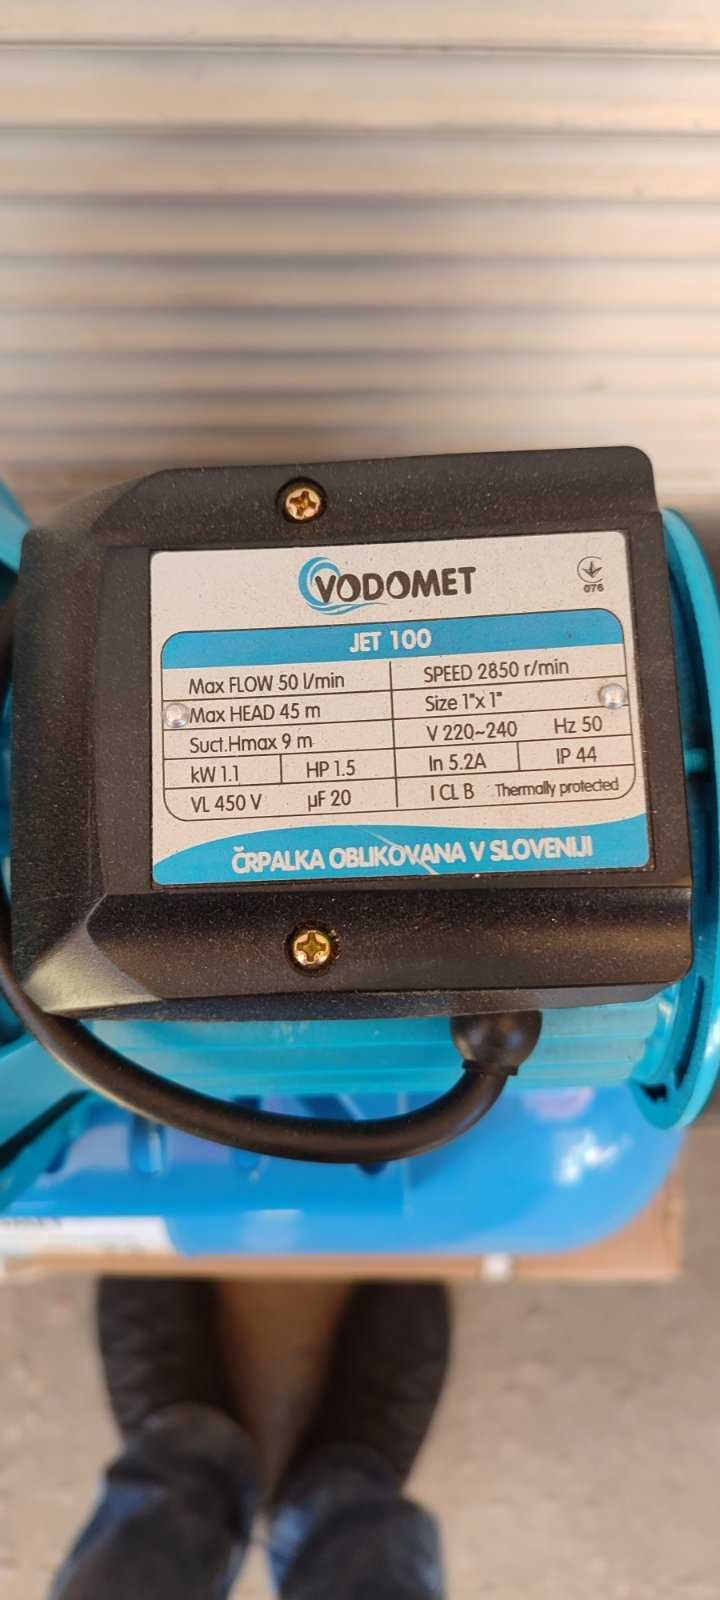 VODOMET
076
JET 100
Max FLOW 50 l/min
SPEED 2850 r/min
Max HEAD 45 m
Size 1"x 1"
Suct.Hmax 9 m
V 220~240 Hz 50
kW 1.1 HP 1.5
In 5.2A IP 44
VL 450 V µF 20
I CL B Thermally protected
ČRPALKA OBLIKOVANA V SLOVENIJI